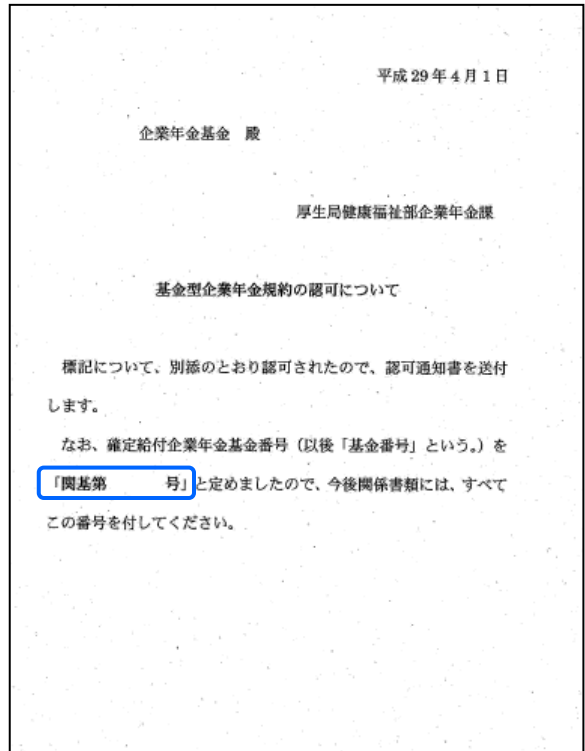 平成29年4月1日
企業年金基金　殿
厚生局健康福祉部企業年金課
基金型企業年金規約の認可について
標記について、別添のとおり認可されたので、認可通知書を送付
します。
なお、確定給付企業年金基金番号（以後「基金番号」という。）を
「関基第　　　号」と定めましたので、今後関係書類には、すべて
この番号を付してください。